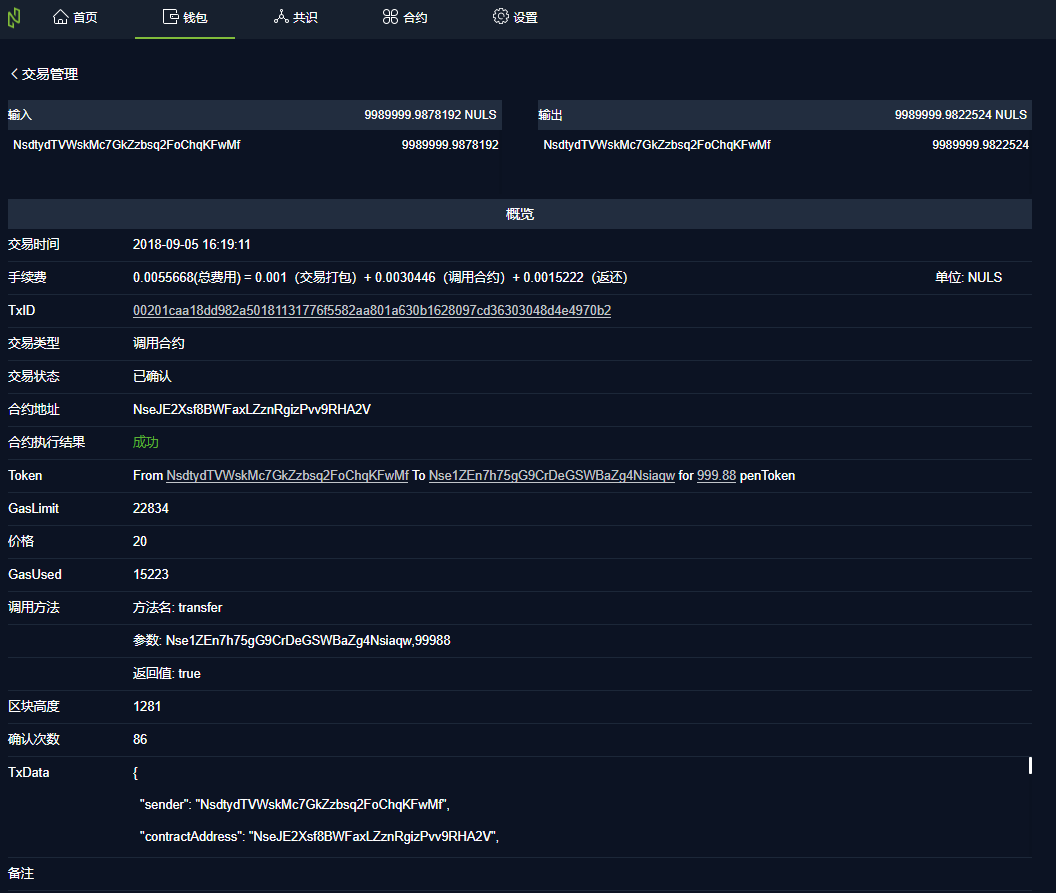 首页 钱包 共识 合约 设置
交易管理
输入 9989999.9878192 NULS 输出 9989999.9822524 NULS
NsdtydTVWskMc7GkZzbsq2FoChqKFwMf 9989999.9878192 NsdtydTVWskMc7GkZzbsq2FoChqKFwMf 9989999.9822524
概览
交易时间 2018-09-05 16:19:11
手续费 0.0055668(总费用) = 0.001（交易打包）+ 0.0030446（调用合约）+ 0.0015222（返还） 单位: NULS
TxID 00201caa18dd982a50181131776f5582aa801a630b1628097cd36303048d4e4970b2
交易类型 调用合约
交易状态 已确认
合约地址 NseJE2Xsf8BWFaxLZznRgizPvv9RHA2V
合约执行结果 成功
Token From NsdtydTVWskMc7GkZzbsq2FoChqKFwMf To Nse1ZEn7h75gG9CrDeGSWBaZg4Nsiaqw for 999.88 penToken
GasLimit 22834
价格 20
GasUsed 15223
调用方法 方法名: transfer
参数: Nse1ZEn7h75gG9CrDeGSWBaZg4Nsiaqw,99988
返回值: true
区块高度 1281
确认次数 86
TxData {
"sender": "NsdtydTVWskMc7GkZzbsq2FoChqKFwMf",
"contractAddress": "NseJE2Xsf8BWFaxLZznRgizPvv9RHA2V",
备注